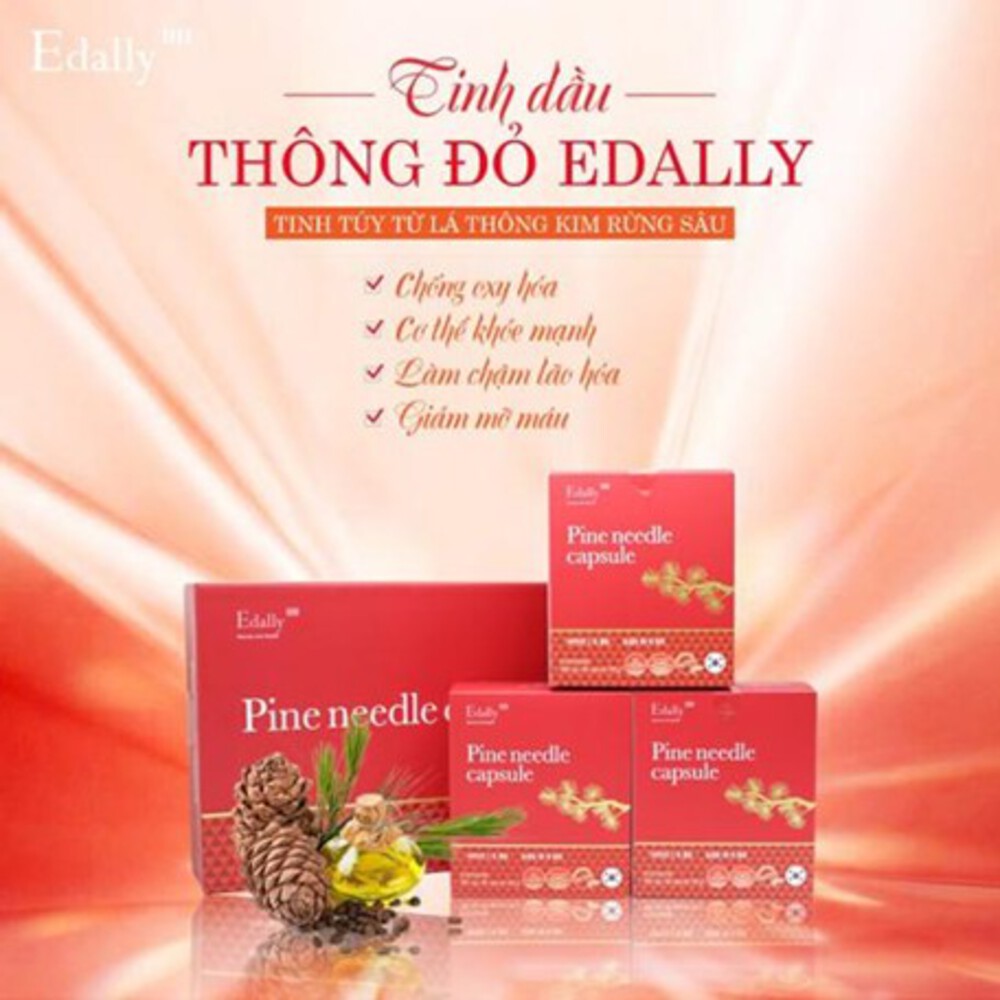 Edally BH
Tinh dầu
THÔNG ĐỎ EDALLY
TINH TÚY TỪ LÁ THÔNG KIM RỪNG SÂU
Chống oxy hóa
Cơ thể khỏe mạnh
Làm chậm lão hóa
Giảm mỡ máu
Edally
Pine needle
capsule
Edally
Pine needle
Edally
Pine needle
capsule
Edally
Pine needle
capsule